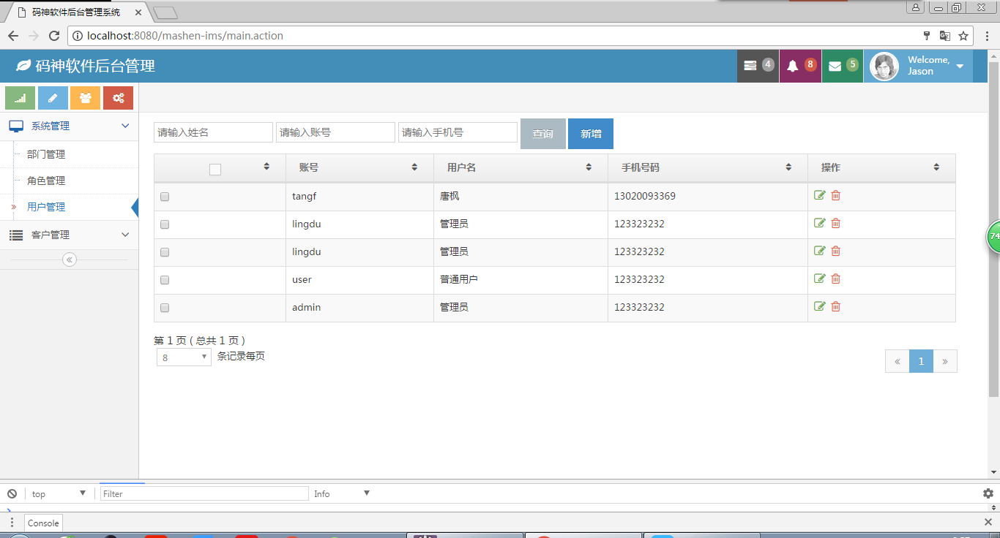 码神软件后台管理系统
localhost:8080/mashen-ims/main.action
码神软件后台管理
4
8
5
Welcome,
Jason
系统管理
部门管理
角色管理
用户管理
客户管理
请输入姓名 请输入账号 请输入手机号 查询 新增
账号 用户名 手机号码 操作
tangf 唐枫 13020093369
lingdu 管理员 123323232
lingdu 管理员 123323232
user 普通用户 123323232
admin 管理员 123323232
第 1 页 ( 总共 1 页 )
8 条记录每页
« 1 »
74
top Filter Info
Console